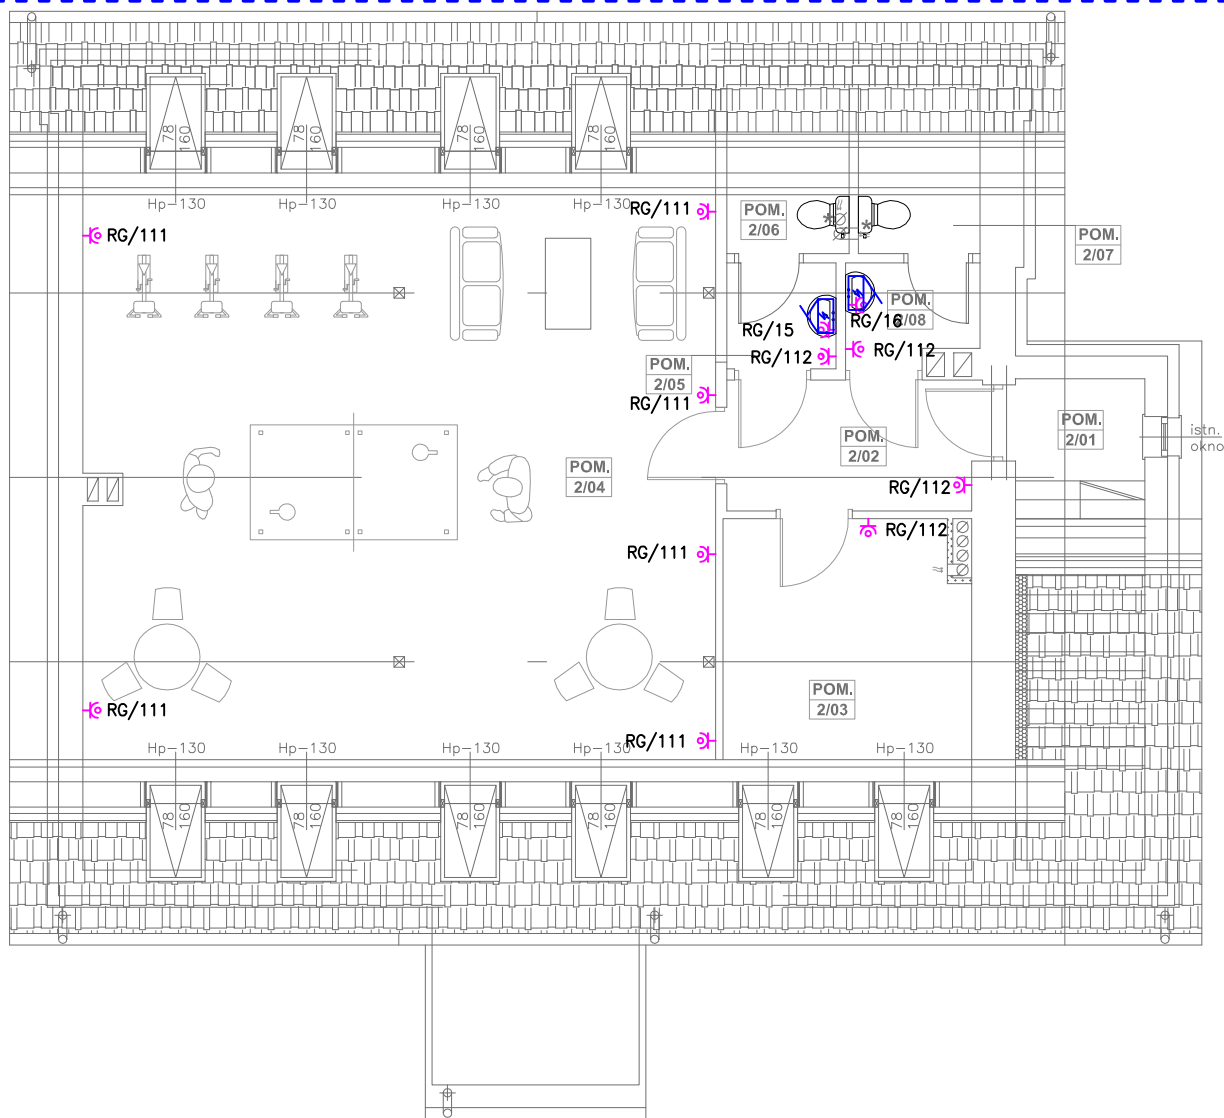 78
160
78
160
78
160
78
160
Hp-130
Hp-130
Hp-130
Hp-130
RG/111
POM.
2/06
RG/111
POM.
2/07
POM.
2/08
RG/15
RG/16
RG/112
RG/112
POM.
2/05
RG/111
POM.
2/01
istn.
okno
POM.
2/02
POM.
2/04
RG/112
RG/112
RG/111
POM.
2/03
RG/111
RG/111
Hp-130
Hp-130
Hp-130
Hp-130
Hp-130
Hp-130
78
160
78
160
78
160
78
160
78
160
78
160